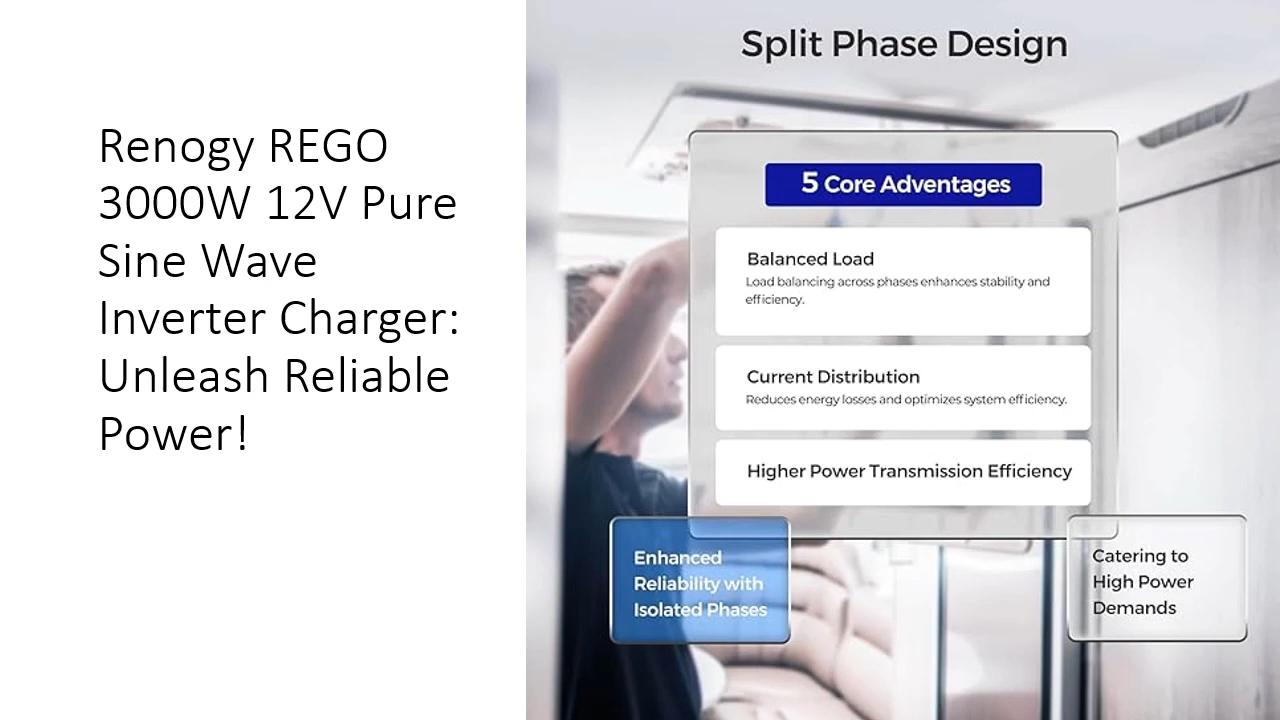 Renogy REGO
3000W 12V Pure
Sine Wave
Inverter Charger:
Unleash Reliable
Power!
Split Phase Design
5 Core Adventages
Balanced Load
Load balancing across phases enhances stability and
efficiency.
Current Distribution
Reduces energy losses and optimizes system efficiency.
Higher Power Transmission Efficiency
Enhanced
Reliability with
Isolated Phases
Catering to
High Power
Demands